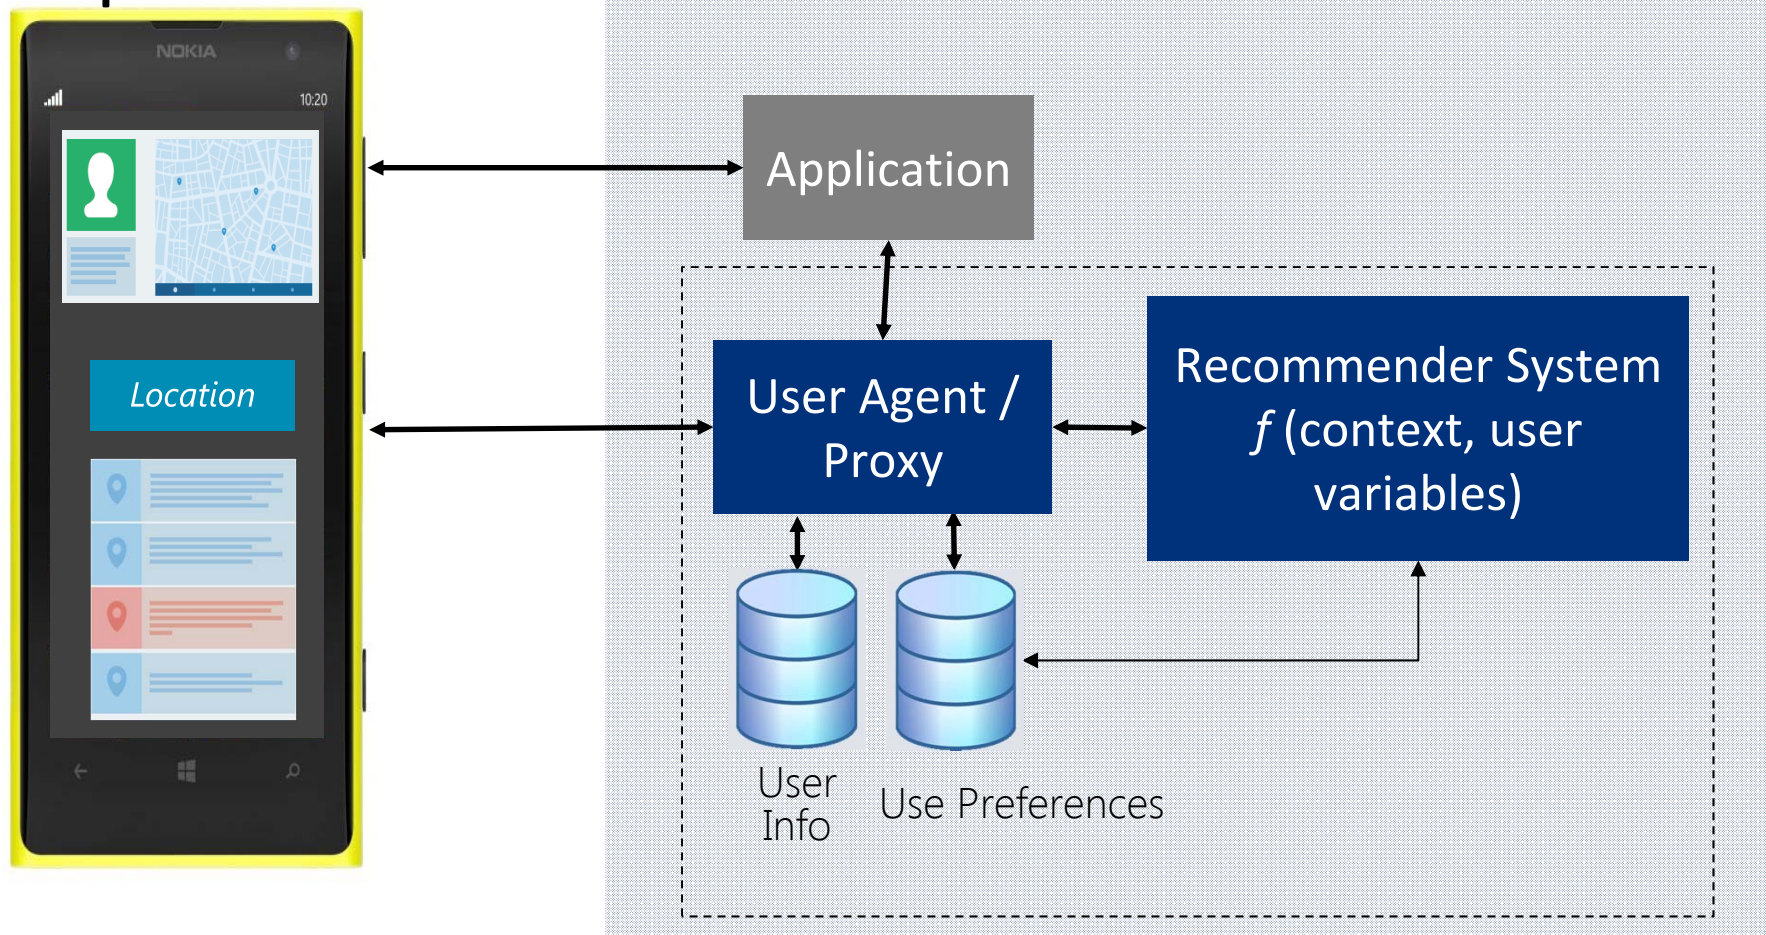 NOKIA
10:20
Location
Application
User Agent /
Proxy
Recommender System
f (context, user
variables)
User
Info
Use Preferences